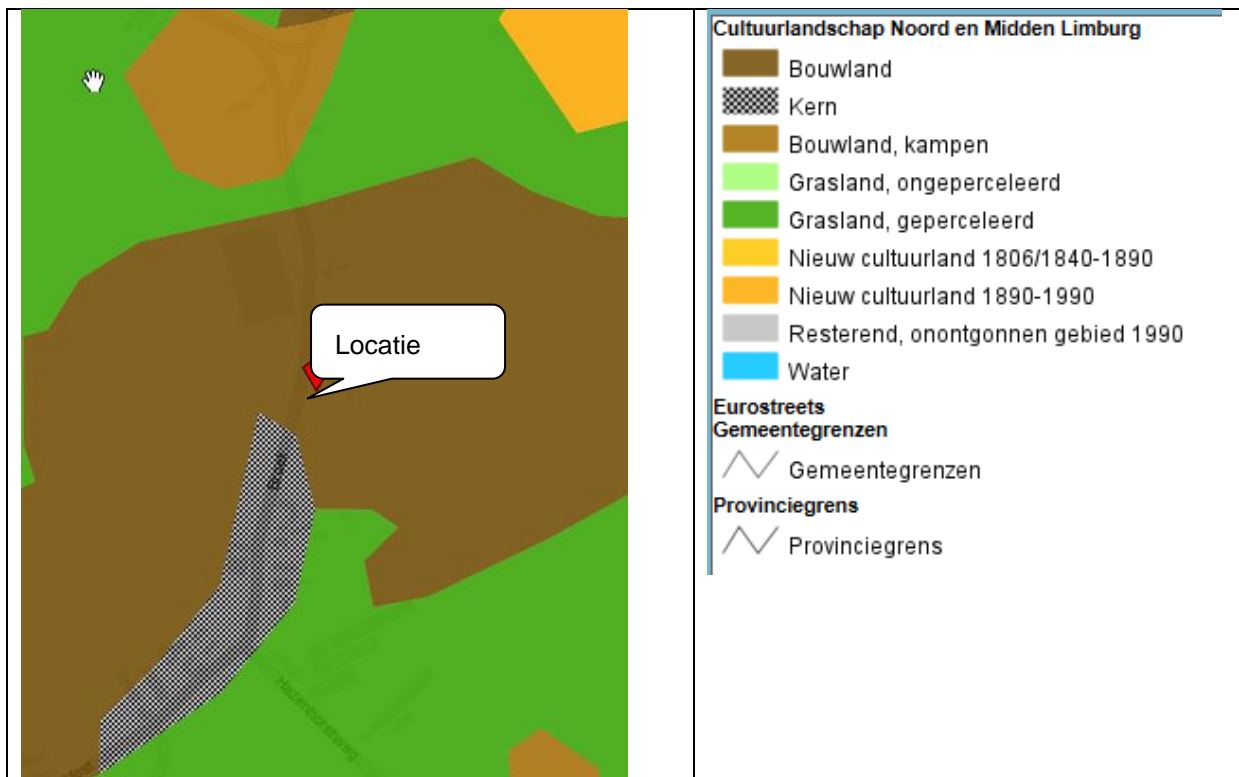 Locatie
Hazenhorstweg
Cultuurlandschap Noord en Midden Limburg
Bouwland
Kern
Bouwland, kampen
Grasland, ongeperceleerd
Grasland, geperceleerd
Nieuw cultuurland 1806/1840-1890
Nieuw cultuurland 1890-1990
Resterend, onontgonnen gebied 1990
Water
Eurostreets
Gemeentegrenzen
Gemeentegrenzen
Provinciegrens
Provinciegrens